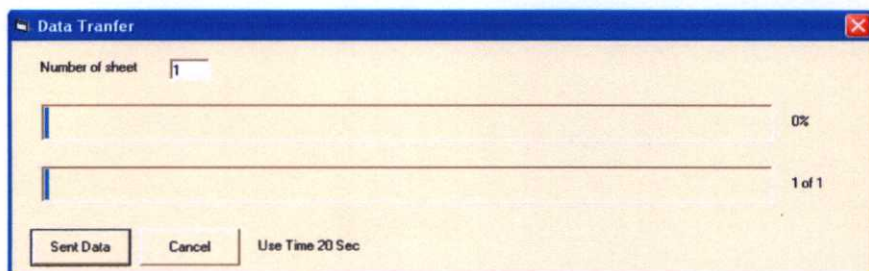 Data Tranfer
Number of sheet 1
0%
1 of 1
Sent Data Cancel Use Time 20 Sec